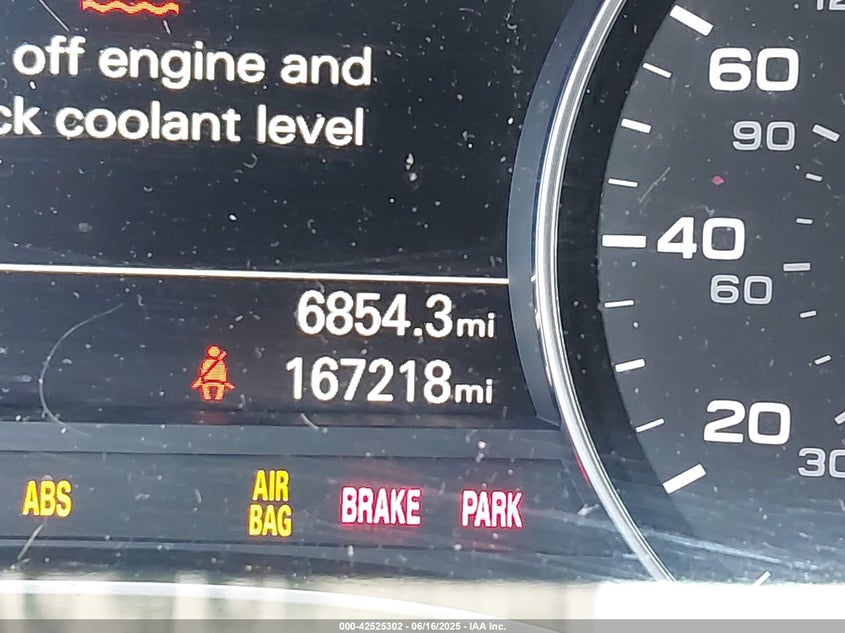 off engine and
ck coolant level
6854.3mi
167218mi
ABS
AIR
BAG
BRAKE
PARK
60
90
40
60
20
30
000-42525302 - 06/16/2025 - IAA Inc.